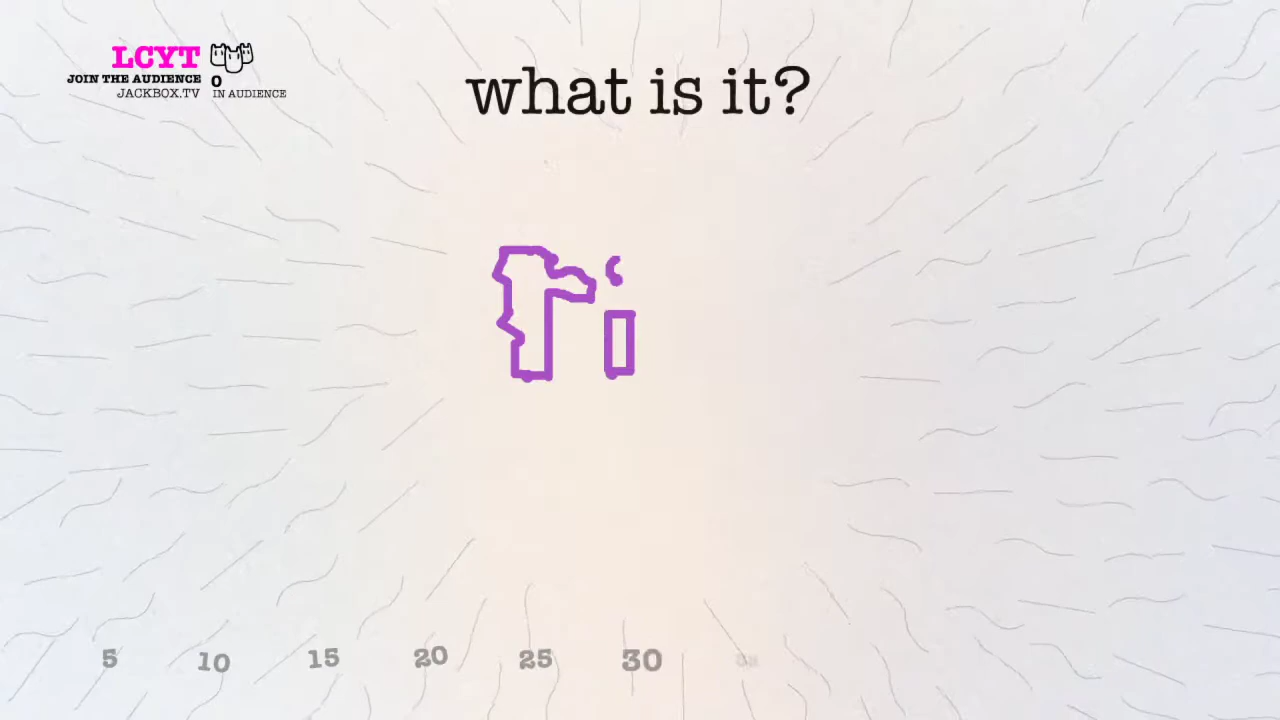 LCYT
JOIN THE AUDIENCE
JACKBOX.TV
0
IN AUDIENCE
what is it?
5 10 15 20 25 30